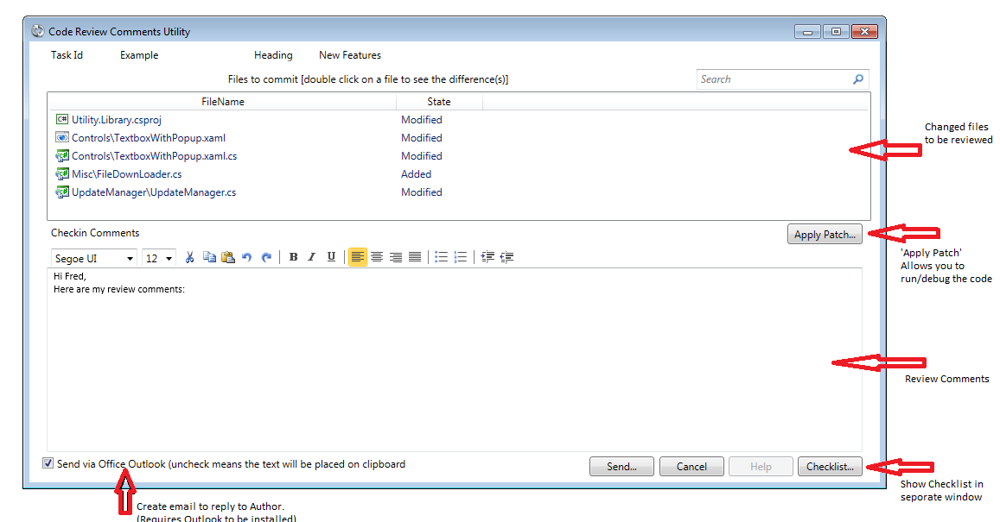 Code Review Comments Utility
Task Id Example Heading New Features
Files to commit [double click on a file to see the difference(s)]
Search
FileName State
Utility.Library.csproj Modified
Controls\TextboxWithPopup.xaml Modified
Controls\TextboxWithPopup.xaml.cs Modified
Misc\FileDownLoader.cs Added
UpdateManager\UpdateManager.cs Modified
Changed files
to be reviewed
Checkin Comments
Apply Patch...
'Apply Patch'
Allows you to
run/debug the code
Segoe UI 12 B I U
Hi Fred,
Here are my review comments:
Review Comments
Send via Office Outlook (uncheck means the text will be placed on clipboard
Send... Cancel Help Checklist...
Show Checklist in
seporate window
Create email to reply to Author.
(Requires Outlook to be installed)